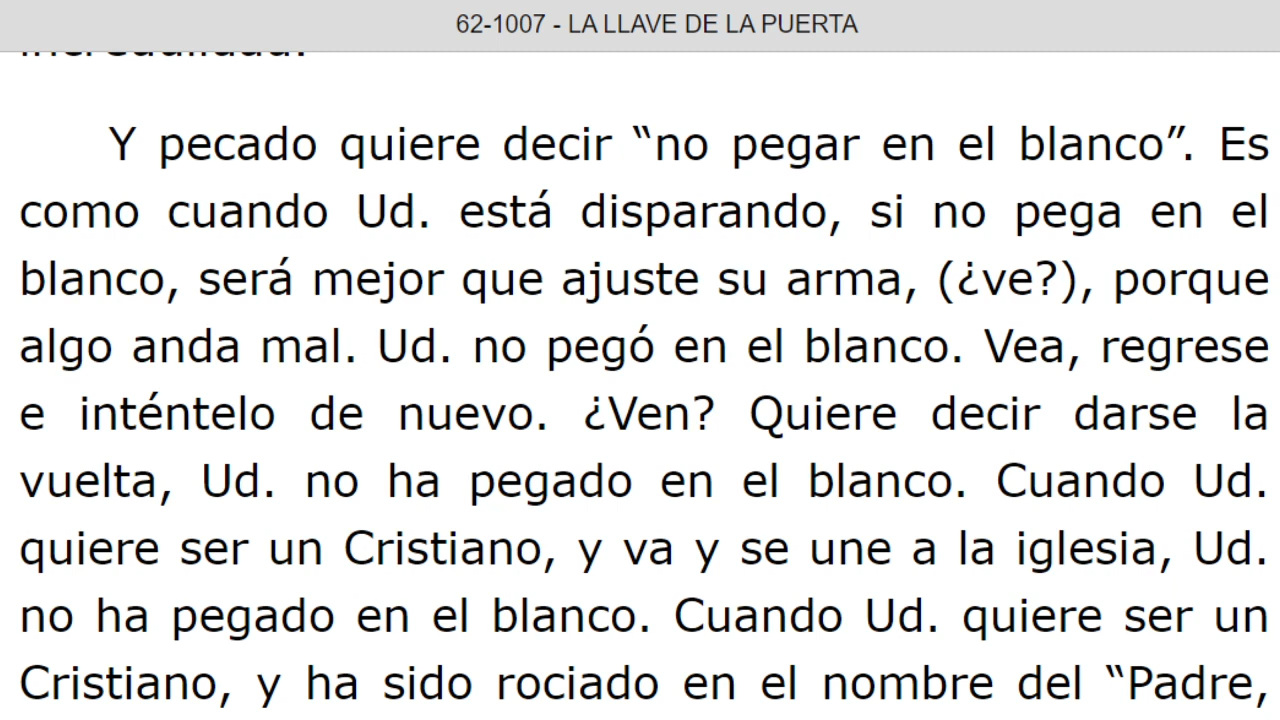 62-1007 - LA LLAVE DE LA PUERTA
Y pecado quiere decir “no pegar en el blanco”. Es
como cuando Ud. está disparando, si no pega en el
blanco, será mejor que ajuste su arma, (¿ve?), porque
algo anda mal. Ud. no pegó en el blanco. Vea, regrese
e inténtelo de nuevo. ¿Ven? Quiere decir darse la
vuelta, Ud. no ha pegado en el blanco. Cuando Ud.
quiere ser un Cristiano, y va y se une a la iglesia, Ud.
no ha pegado en el blanco. Cuando Ud. quiere ser un
Cristiano, y ha sido rociado en el nombre del “Padre,